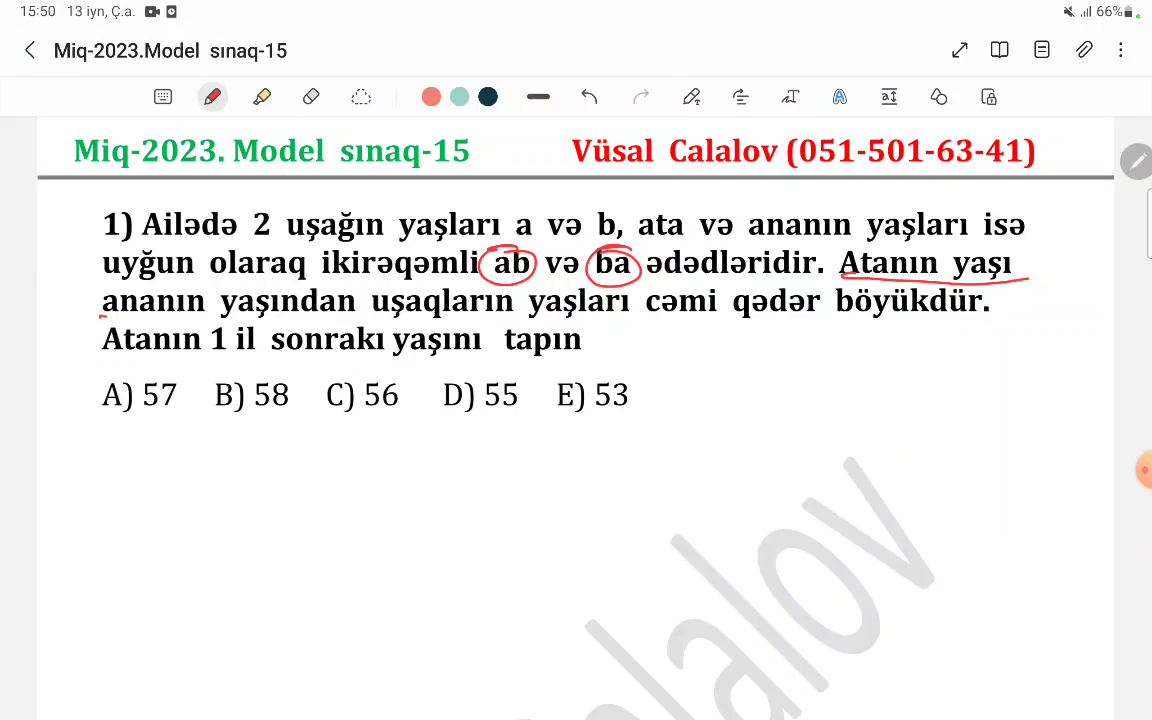 15:50 13 iyn, Ç.a. 66%
Miq-2023.Model sınaq-15
Miq-2023. Model sınaq-15 Vüsal Calalov (051-501-63-41)
1) Ailədə 2 uşağın yaşları a və b, ata və ananın yaşları isə
uyğun olaraq ikirəqəmli ab və ba ədədləridir. Atanın yaşı
ananın yaşından uşaqların yaşları cəmi qədər böyükdür.
Atanın 1 il sonrakı yaşını tapın
A) 57 B) 58 C) 56 D) 55 E) 53
alov